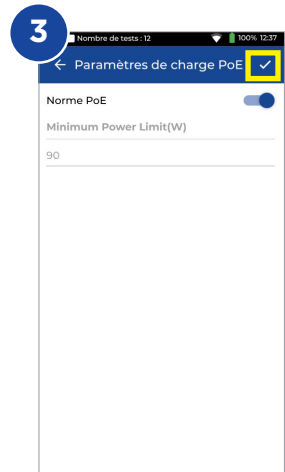 3
Nombre de tests : 12 100% 12:37
Paramètres de charge PoE
Norme PoE
Minimum Power Limit(W)
90